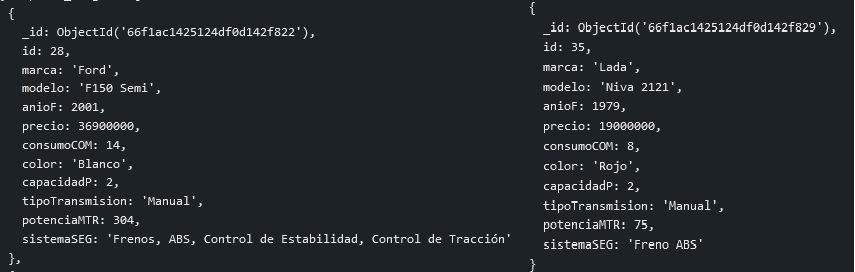 {
_id: ObjectId('66f1ac1425124df0d142f822'),
id: 28,
marca: 'Ford',
modelo: 'F150 Semi',
anioF: 2001,
precio: 36900000,
consumoCOM: 14,
color: 'Blanco',
capacidadP: 2,
tipoTransmision: 'Manual',
potenciaMTR: 304,
sistemaSEG: 'Frenos, ABS, Control de Estabilidad, Control de Tracción'
},
{
_id: ObjectId('66f1ac1425124df0d142f829'),
id: 35,
marca: 'Lada',
modelo: 'Niva 2121',
anioF: 1979,
precio: 19000000,
consumoCOM: 8,
color: 'Rojo',
capacidadP: 2,
tipoTransmision: 'Manual',
potenciaMTR: 75,
sistemaSEG: 'Freno ABS'
}